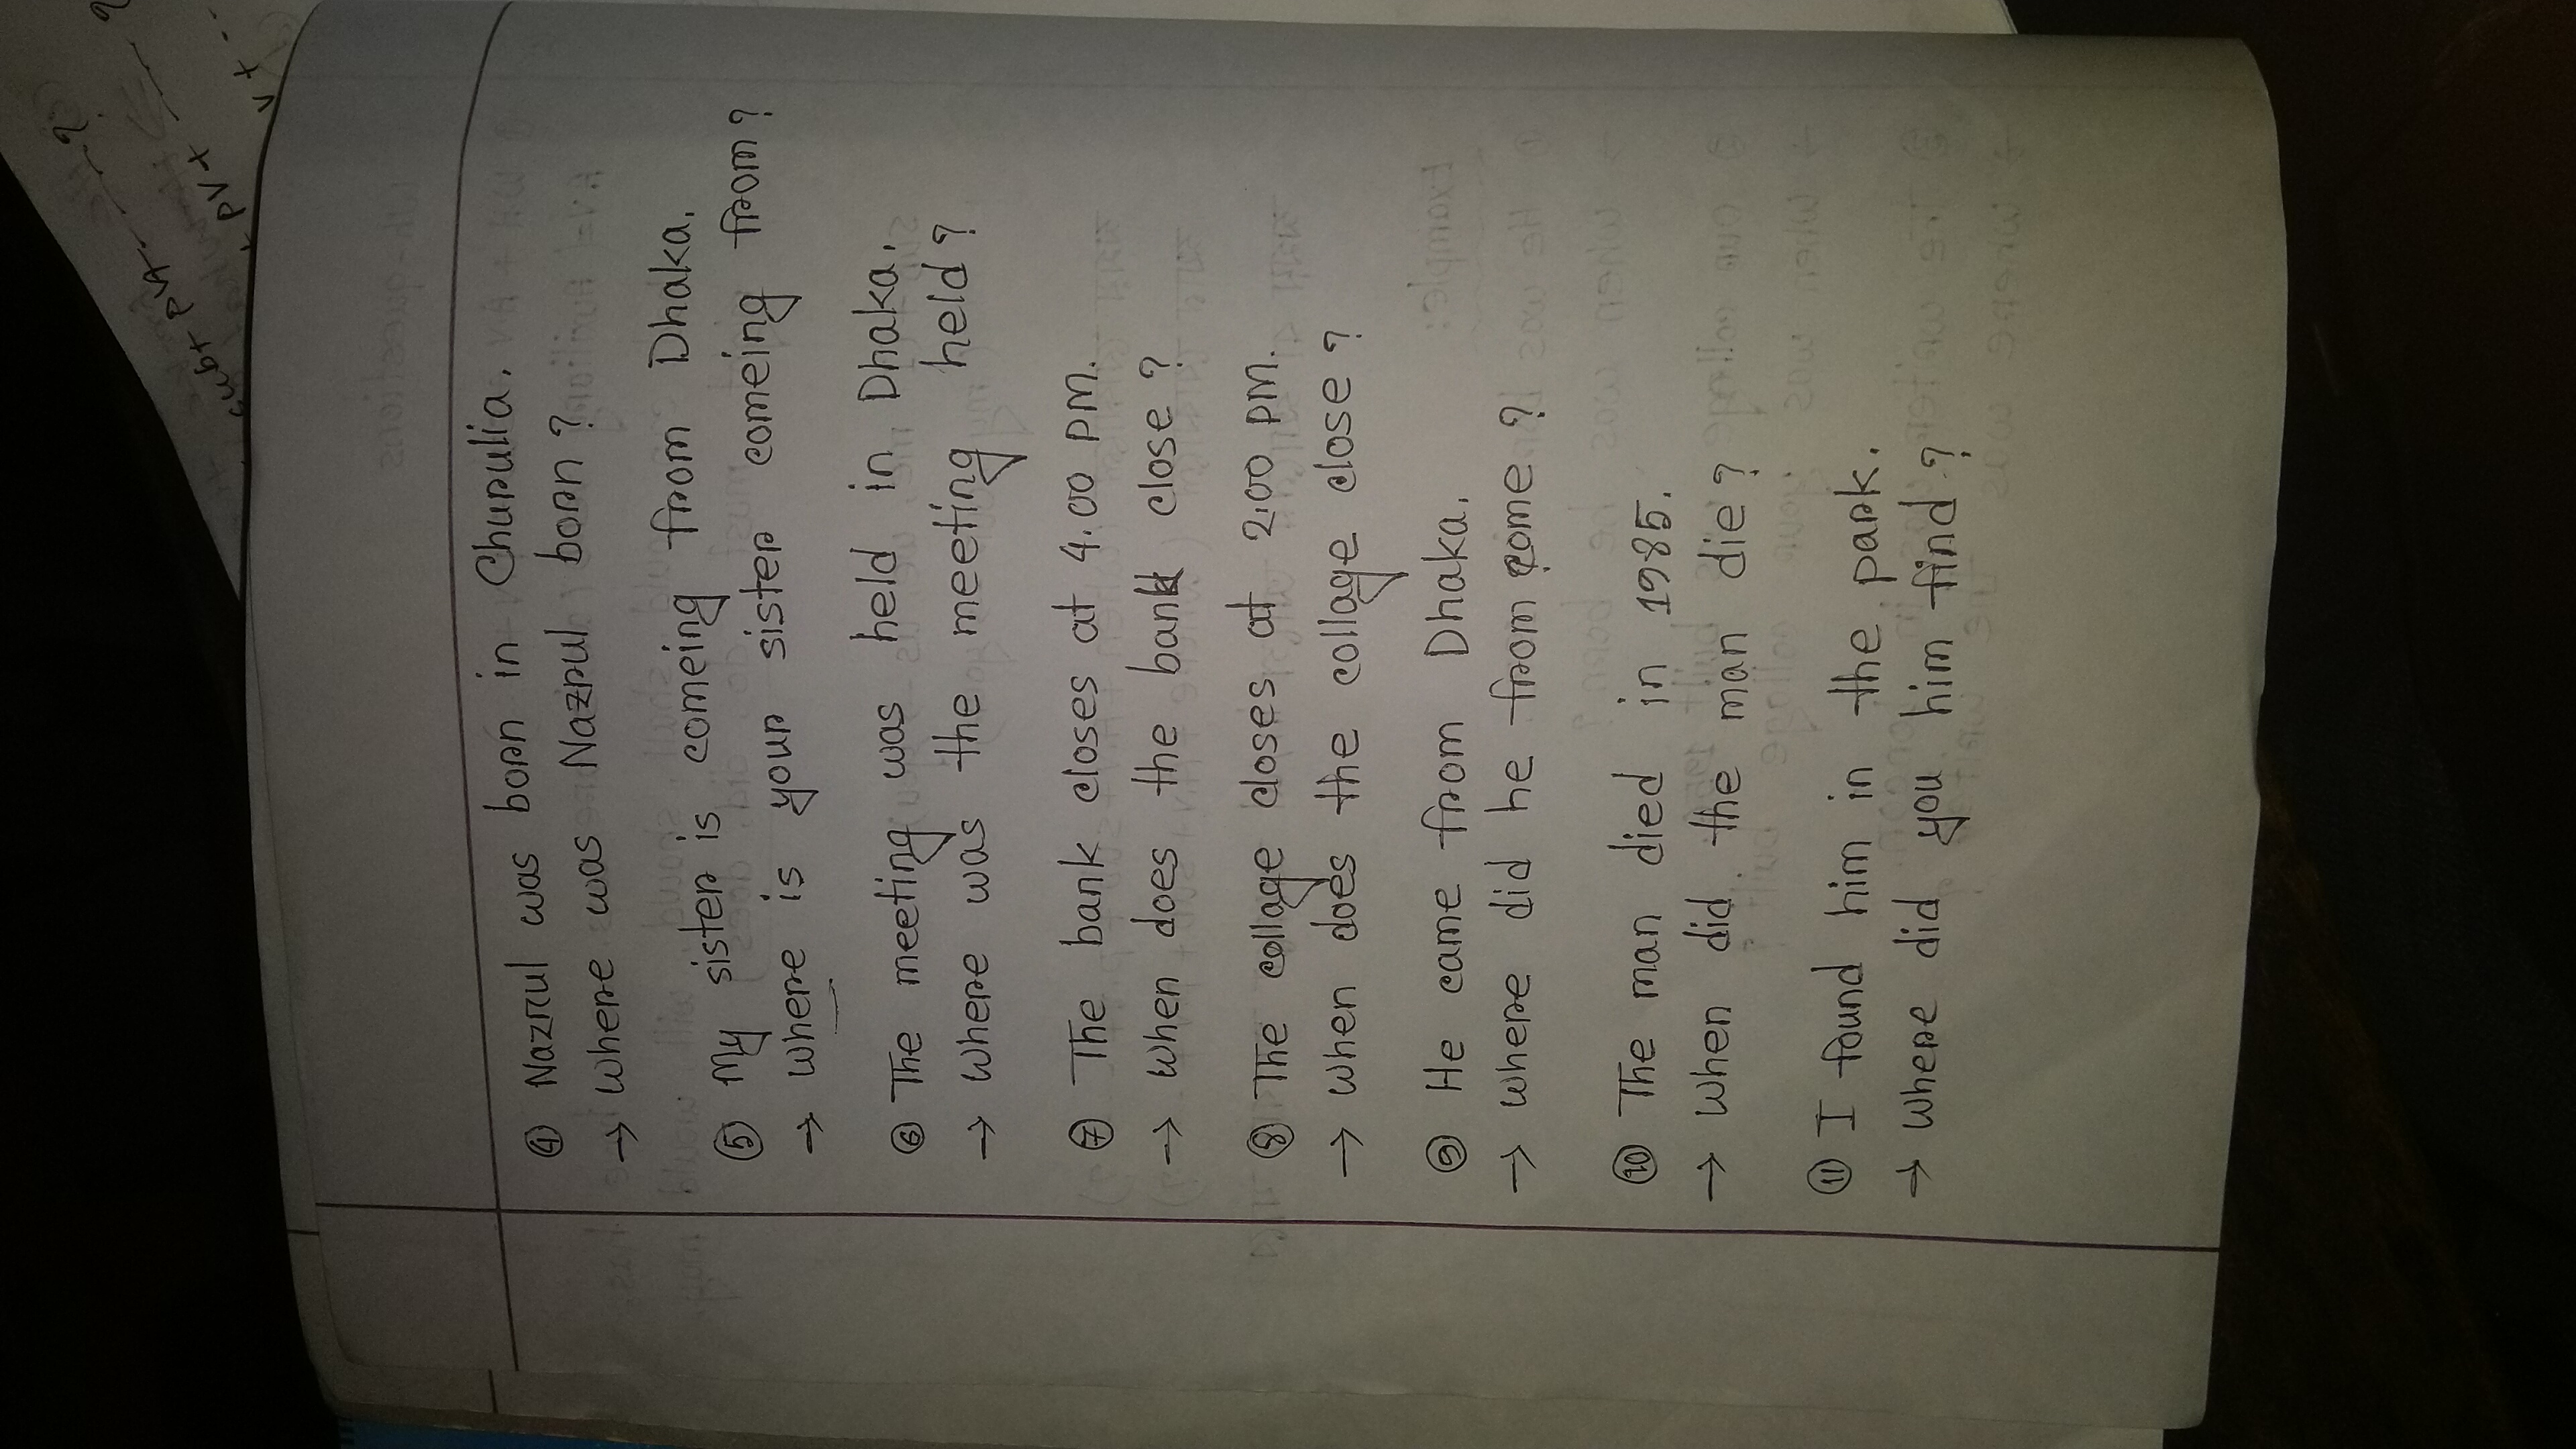 sub+ PV+ ------?
+ PV + ------?
V + --
④ Nazrul was born in Churulia.
→ Where was Nazrul born?
⑤ My sister is comeing from Dhaka.
→ Where is your sister comeing from?
⑥ The meeting was held in Dhaka.
→ Where was the meeting held?
⑦ The bank closes at 4.00 PM.
→ When does the bank close?
⑧ The collage closes at 2.00 PM.
→ When does the collage close?
⑨ He came from Dhaka.
→ Where did he from come?
⑩ The man died in 1985.
→ When did the man die?
⑪ I found him in the park.
→ Where did you him find?